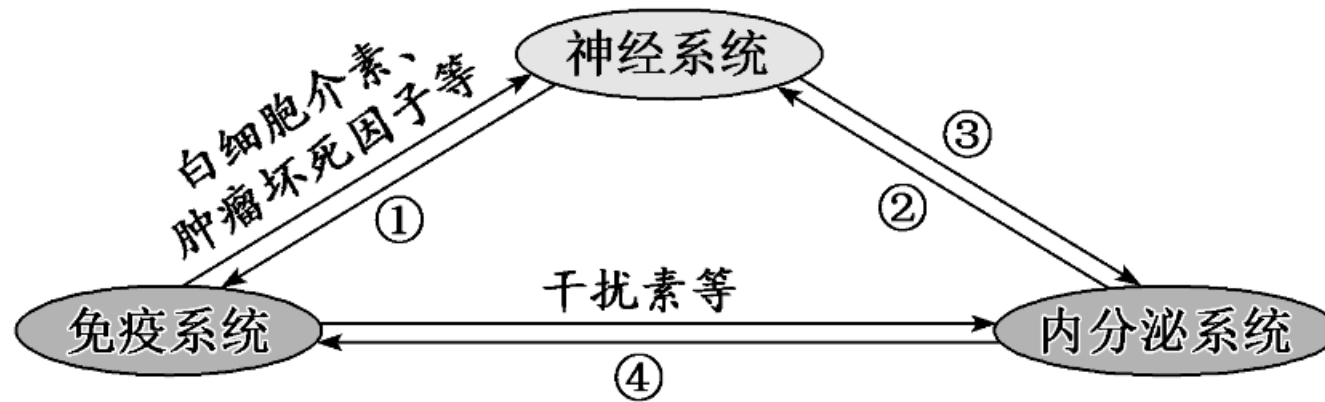 神经系统
白细胞介素、
肿瘤坏死因子等
①
③
②
干扰素等
免疫系统
内分泌系统
④